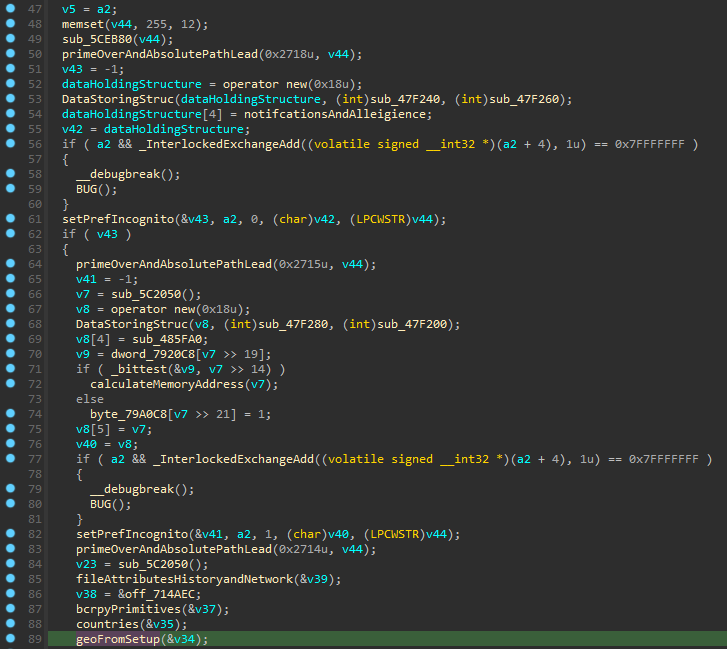 47 v5 = a2;
48 memset(v44, 255, 12);
49 sub_5CEB80(v44);
50 primeOverAndAbsolutePathLead(0x2718u, v44);
51 v43 = -1;
52 dataHoldingStructure = operator new(0x18u);
53 DataStoringStruc(dataHoldingStructure, (int)sub_47F240, (int)sub_47F260);
54 dataHoldingStructure[4] = notifcationsAndAlleigience;
55 v42 = dataHoldingStructure;
56 if ( a2 && _InterlockedExchangeAdd((volatile signed __int32 *)(a2 + 4), 1u) == 0x7FFFFFFF )
57 {
58 __debugbreak();
59 BUG();
60 }
61 setPrefIncognito(&v43, a2, 0, (char)v42, (LPCWSTR)v44);
62 if ( v43 )
63 {
64 primeOverAndAbsolutePathLead(0x2715u, v44);
65 v41 = -1;
66 v7 = sub_5C2050();
67 v8 = operator new(0x18u);
68 DataStoringStruc(v8, (int)sub_47F280, (int)sub_47F200);
69 v8[4] = sub_485FA0;
70 v9 = dword_7920C8[v7 >> 19];
71 if ( _bittest(&v9, v7 >> 14) )
72 calculateMemoryAddress(v7);
73 else
74 byte_79A0C8[v7 >> 21] = 1;
75 v8[5] = v7;
76 v40 = v8;
77 if ( a2 && _InterlockedExchangeAdd((volatile signed __int32 *)(a2 + 4), 1u) == 0x7FFFFFFF )
78 {
79 __debugbreak();
80 BUG();
81 }
82 setPrefIncognito(&v41, a2, 1, (char)v40, (LPCWSTR)v44);
83 primeOverAndAbsolutePathLead(0x2714u, v44);
84 v23 = sub_5C2050();
85 fileAttributesHistoryandNetwork(&v39);
86 v38 = &off_714AEC;
87 bcrpyPrimitives(&v37);
88 countries(&v35);
89 geoFromSetup(&v34);